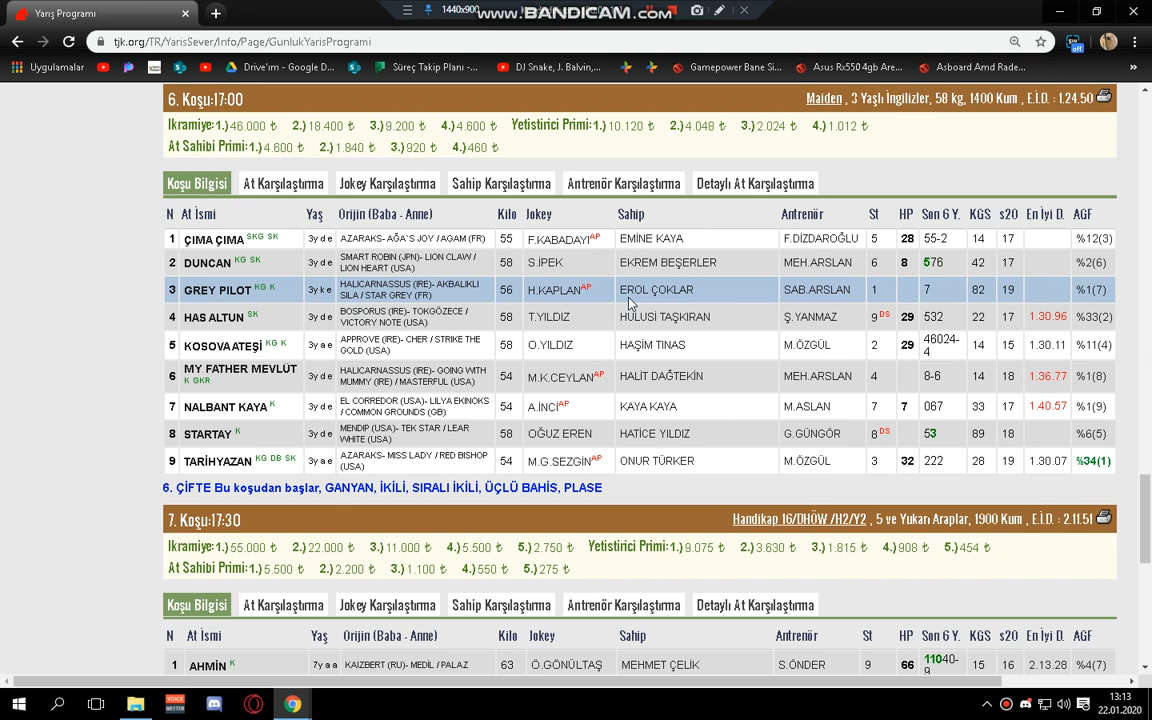 Yarış Programı
1440x900
www.BANDICAM.com
tjk.org/TR/YarisSever/Info/Page/GunlukYarisProgrami
Uygulamalar
Drive'ım - Google D...
Süreç Takip Planı -...
DJ Snake, J. Balvin,...
Gamepower Bane Si...
Asus Rx550 4gb Are...
Asboard Amd Rade...
6. Koşu:17:00
Maiden , 3 Yaşlı İngilizler, 58 kg, 1400 Kum , E.İ.D. : 1.24.50
İkramiye:1.)46.000 ₺ 2.)18.400 ₺ 3.)9.200 ₺ 4.)4.600 ₺ Yetistirici Primi:1.)10.120 ₺ 2.)4.048 ₺ 3.)2.024 ₺ 4.)1.012 ₺
At Sahibi Primi:1.)4.600 ₺ 2.)1.840 ₺ 3.)920 ₺ 4.)460 ₺
Koşu Bilgisi At Karşılaştırma Jokey Karşılaştırma Sahip Karşılaştırma Antrenör Karşılaştırma Detaylı At Karşılaştırma
N At İsmi Yaş Orijin (Baba - Anne) Kilo Jokey Sahip Antrenör St HP Son 6 Y. KGS s20 En İyi D. AGF
1 ÇIMA ÇIMA SKG SK 3y d e AZARAKS- AĞA`S JOY / AGAM (FR) 55 F.KABADAYI AP EMİNE KAYA F.DİZDAROĞLU 5 28 55-2 14 17 %12(3)
2 DUNCAN KG SK 3y d e SMART ROBIN (JPN)- LION CLAW / LION HEART (USA) 58 S.İPEK EKREM BEŞERLER MEH.ARSLAN 6 8 576 42 17 %2(6)
3 GREY PILOT KG K 3y k e HALICARNASSUS (IRE)- AKBALIKLI SILA / STAR GREY (FR) 56 H.KAPLAN AP EROL ÇOKLAR SAB.ARSLAN 1 7 82 19 %1(7)
4 HAS ALTUN SK 3y d e BOSPORUS (IRE)- TOKGÖZECE / VICTORY NOTE (USA) 58 T.YILDIZ HULUSİ TAŞKIRAN Ş.YANMAZ 9 DS 29 532 22 17 1.30.96 %33(2)
5 KOSOVA ATEŞİ KG K 3y a e APPROVE (IRE)- CHER / STRIKE THE GOLD (USA) 58 O.YILDIZ HAŞİM TINAS M.ÖZGÜL 2 29 46024-4 14 15 1.30.11 %11(4)
6 MY FATHER MEVLÜT K GKR 3y d e HALICARNASSUS (IRE)- GOING WITH MUMMY (IRE) / MASTERFUL (USA) 54 M.K.CEYLAN AP HALİT DAĞTEKİN MEH.ARSLAN 4 8-6 14 18 1.36.77 %1(8)
7 NALBANT KAYA K 3y d e EL CORREDOR (USA)- LILYA EKINOKS / COMMON GROUNDS (GB) 54 A.İNCİ AP KAYA KAYA M.ASLAN 7 7 067 33 17 1.40.57 %1(9)
8 STARTAY K 3y d e MENDIP (USA)- TEK STAR / LEAR WHITE (USA) 58 OĞUZ EREN HATİCE YILDIZ G.GÜNGÖR 8 DS 53 89 18 %6(5)
9 TARİHYAZAN KG DB SK 3y a e AZARAKS- MISS LADY / RED BISHOP (USA) 54 M.G.SEZGİN AP ONUR TÜRKER M.ÖZGÜL 3 32 222 28 19 1.30.07 %34(1)
6. ÇİFTE Bu koşudan başlar, GANYAN, İKİLİ, SIRALI İKİLİ, ÜÇLÜ BAHİS, PLASE
7. Koşu:17:30
Handikap 16/DHÖW /H2/Y2 , 5 ve Yukarı Araplar, 1900 Kum , E.İ.D. : 2.11.51
İkramiye:1.)55.000 ₺ 2.)22.000 ₺ 3.)11.000 ₺ 4.)5.500 ₺ 5.)2.750 ₺ Yetistirici Primi:1.)9.075 ₺ 2.)3.630 ₺ 3.)1.815 ₺ 4.)908 ₺ 5.)454 ₺
At Sahibi Primi:1.)5.500 ₺ 2.)2.200 ₺ 3.)1.100 ₺ 4.)550 ₺ 5.)275 ₺
Koşu Bilgisi At Karşılaştırma Jokey Karşılaştırma Sahip Karşılaştırma Antrenör Karşılaştırma Detaylı At Karşılaştırma
N At İsmi Yaş Orijin (Baba - Anne) Kilo Jokey Sahip Antrenör St HP Son 6 Y. KGS s20 En İyi D. AGF
1 AHMİN K 7y a a KAIZBERT (RU)- MEDİL / PALAZ 63 Ö.GÖNÜLTAŞ MEHMET ÇELİK S.ÖNDER 9 66 11040-9 15 16 2.13.28 %4(7)
VOICE
MEETER
13:13
22.01.2020